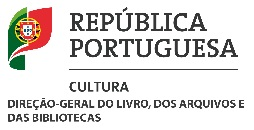 REPÚBLICA
PORTUGUESA
CULTURA
DIREÇÃO-GERAL DO LIVRO, DOS ARQUIVOS E
DAS BIBLIOTECAS